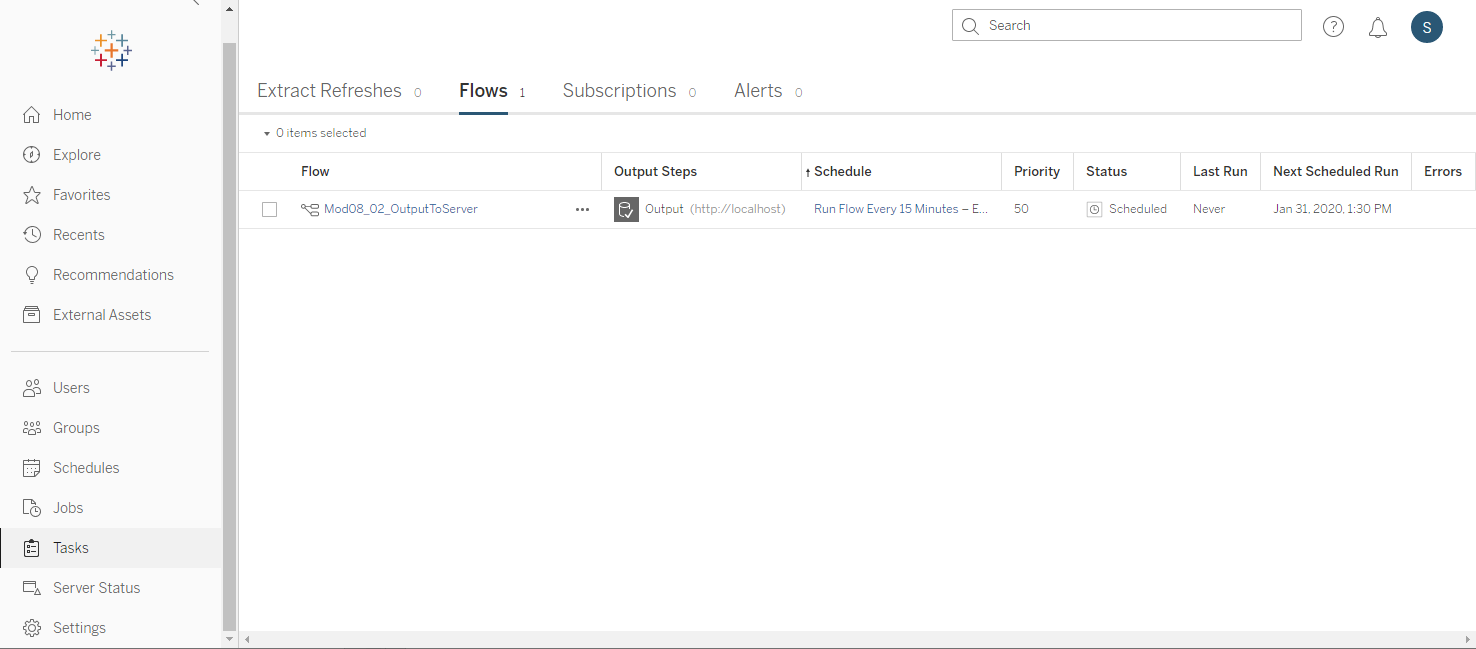 Search
?
S
Home
Explore
Favorites
Recents
Recommendations
External Assets
Users
Groups
Schedules
Jobs
Tasks
Server Status
Settings
Extract Refreshes 0 Flows 1 Subscriptions 0 Alerts 0
0 items selected
Flow Output Steps ↑ Schedule Priority Status Last Run Next Scheduled Run Errors
Mod08_02_OutputToServer ••• Output (http://localhost) Run Flow Every 15 Minutes – E... 50 Scheduled Never Jan 31, 2020, 1:30 PM